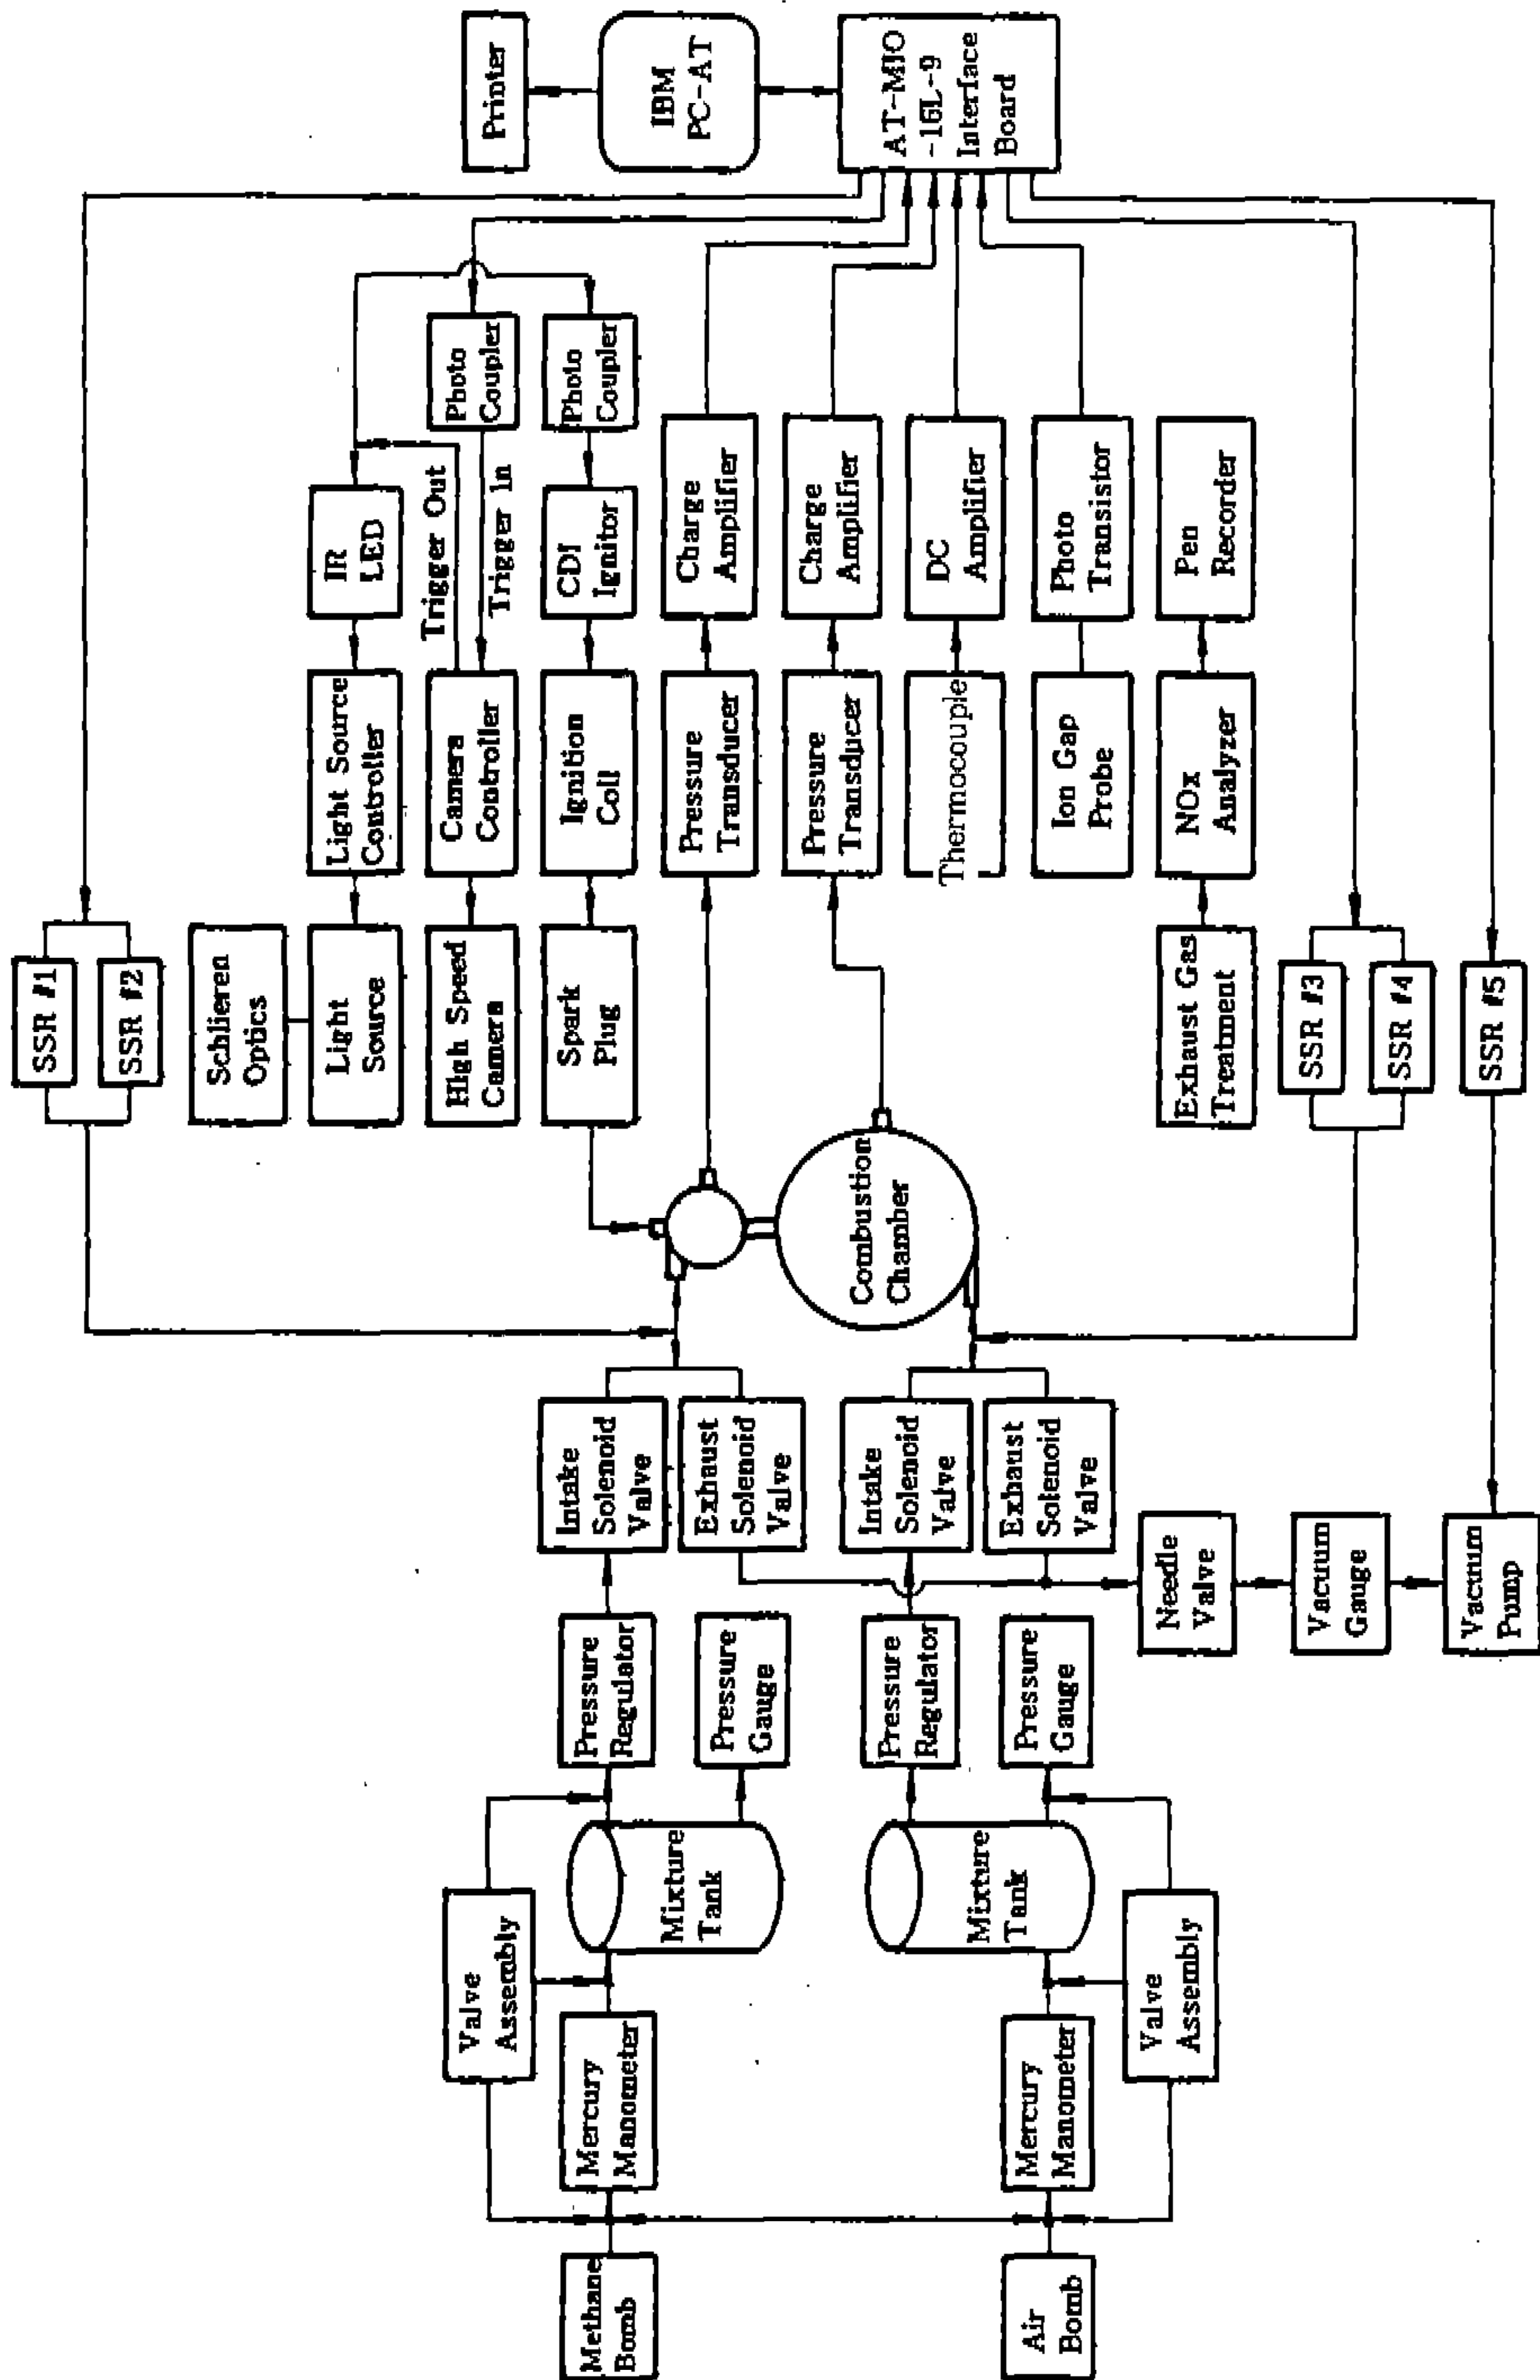 Methane
Bomb
Air
Bomb
Mercury
Manometer
Mercury
Manometer
Valve
Assembly
Valve
Assembly
Mixture
Tank
Mixture
Tank
Pressure
Regulator
Pressure
Gauge
Pressure
Regulator
Pressure
Gauge
Intake
Solenoid
Valve
Exhaust
Solenoid
Valve
Intake
Solenoid
Valve
Exhaust
Solenoid
Valve
Needle
Valve
Vacuum
Gauge
Vacuum
Pump
Combustion
Chamber
SSR #1
SSR #2
Schlieren
Optics
Light
Source
High Speed
Camera
Spark
Plug
Exhaust Gas
Treatment
SSR #3
SSR #4
SSR #5
Light Source
Controller
Camera
Controller
Ignition
Coil
Pressure
Transducer
Pressure
Transducer
Thermocouple
Ion Gap
Probe
NOx
Analyzer
IR
LED
Trigger Out
Trigger In
CDI
Ignitor
Charge
Amplifier
Charge
Amplifier
DC
Amplifier
Photo
Transistor
Pen
Recorder
Photo
Coupler
Photo
Coupler
Printer
IBM
PC-AT
AT-MIO
-16L-9
Interface
Board